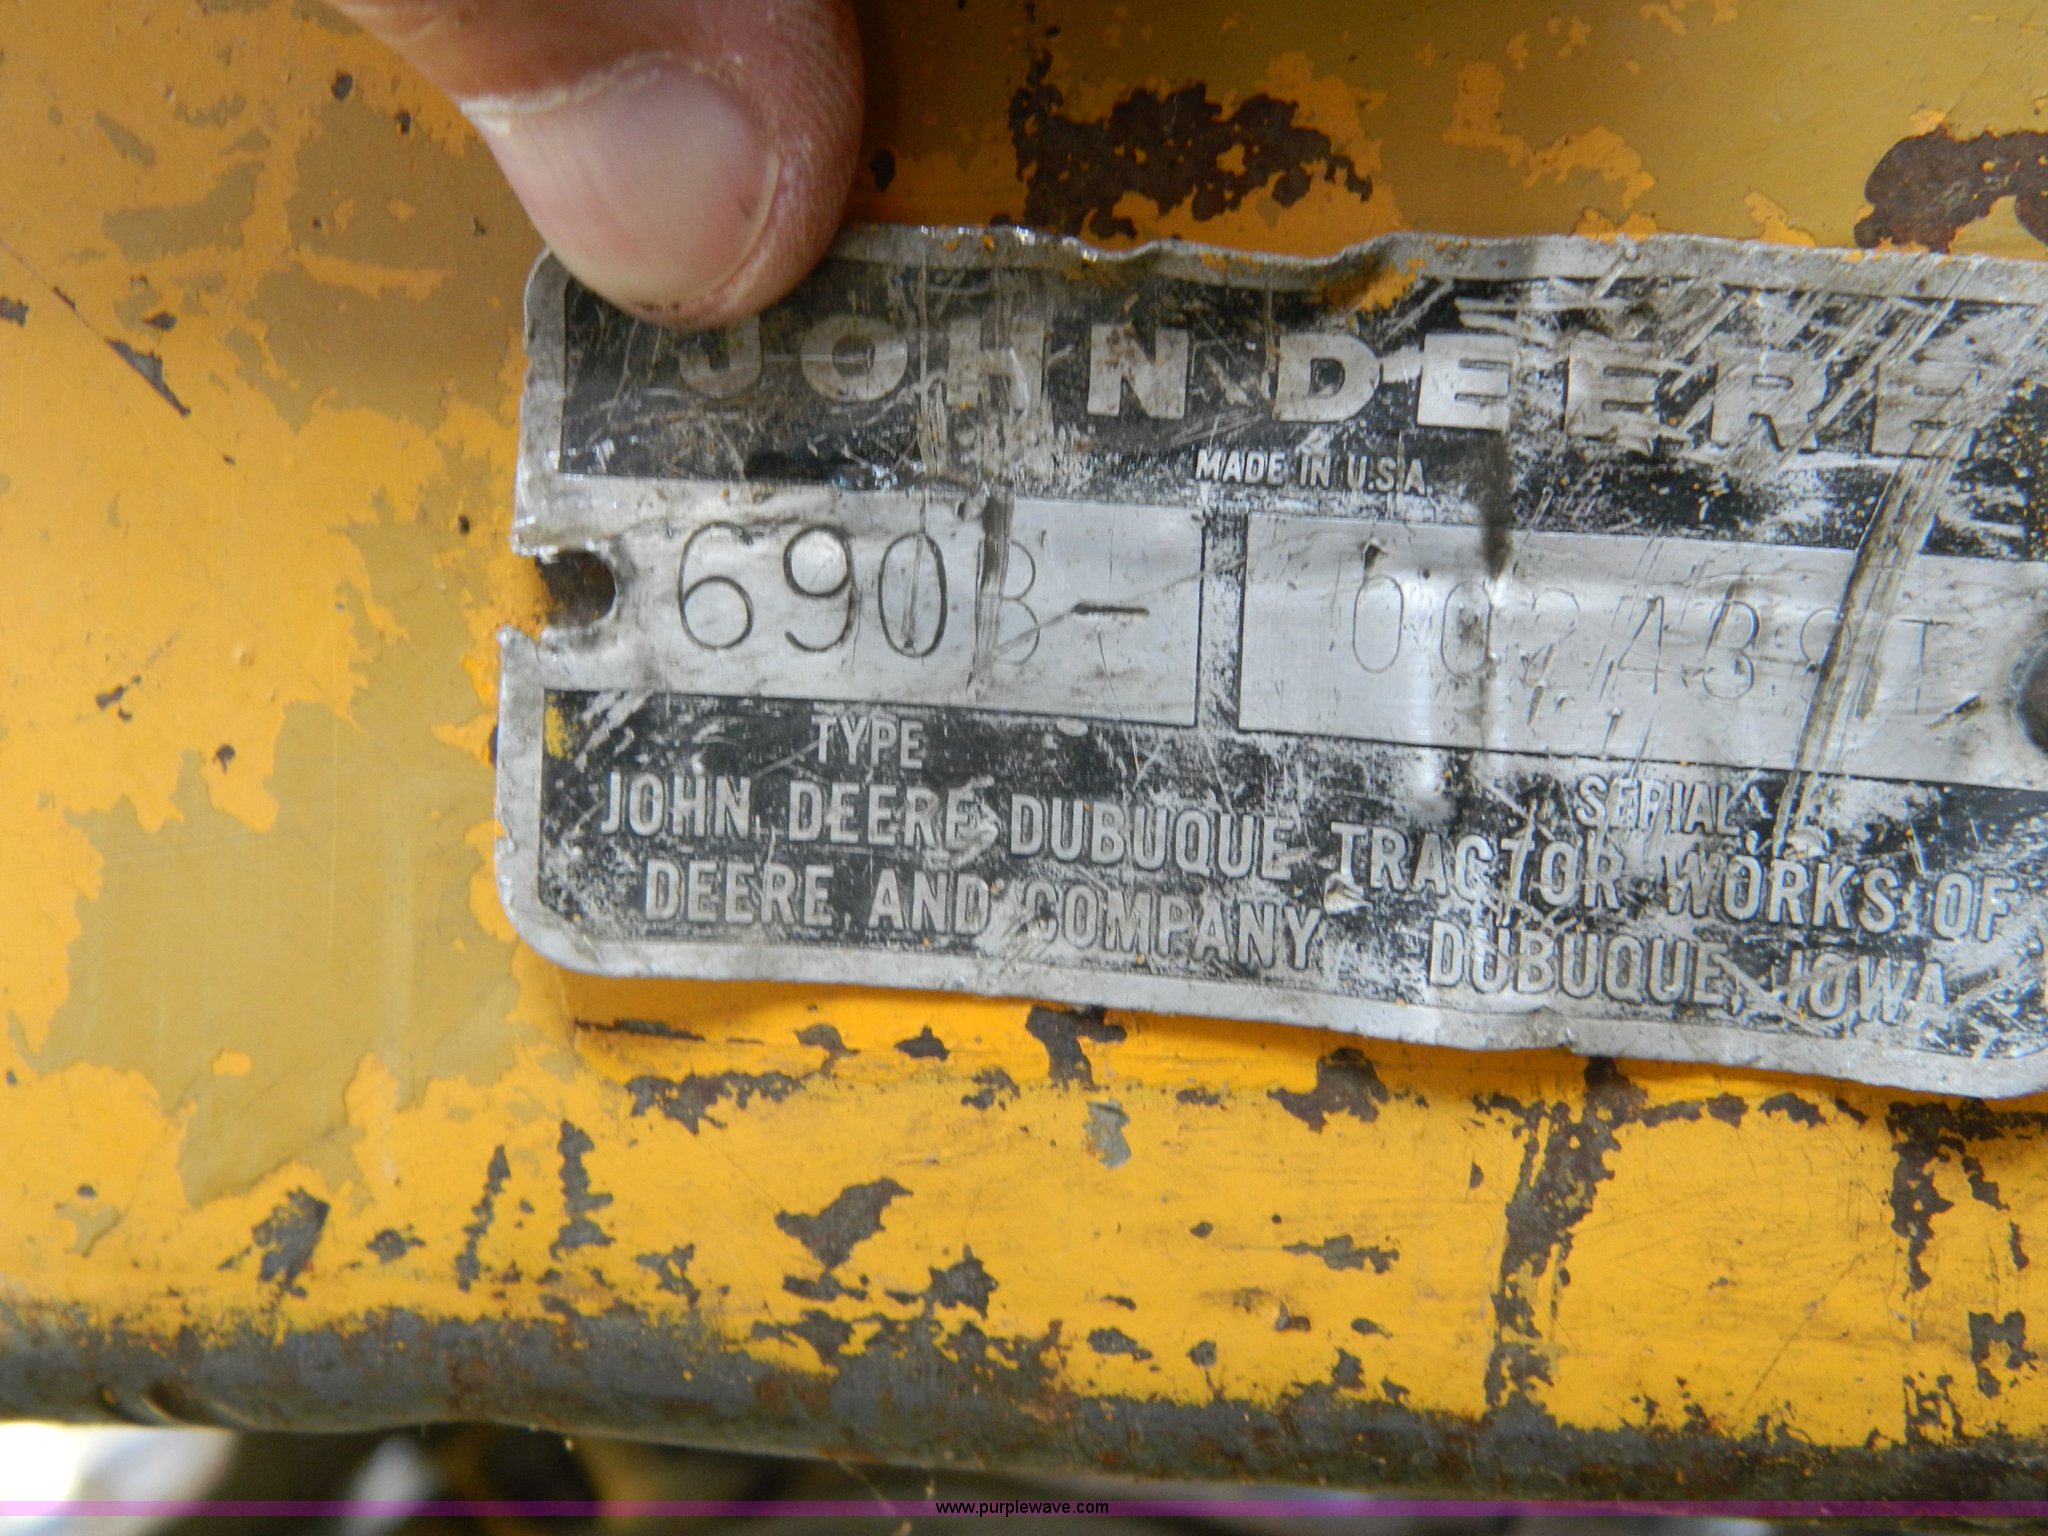 JOHN DEERE
MADE IN U.S.A.
690B-
TYPE
SERIAL
JOHN DEERE DUBUQUE TRACTOR WORKS OF
DEERE AND COMPANY DUBUQUE, IOWA
www.purplewave.com